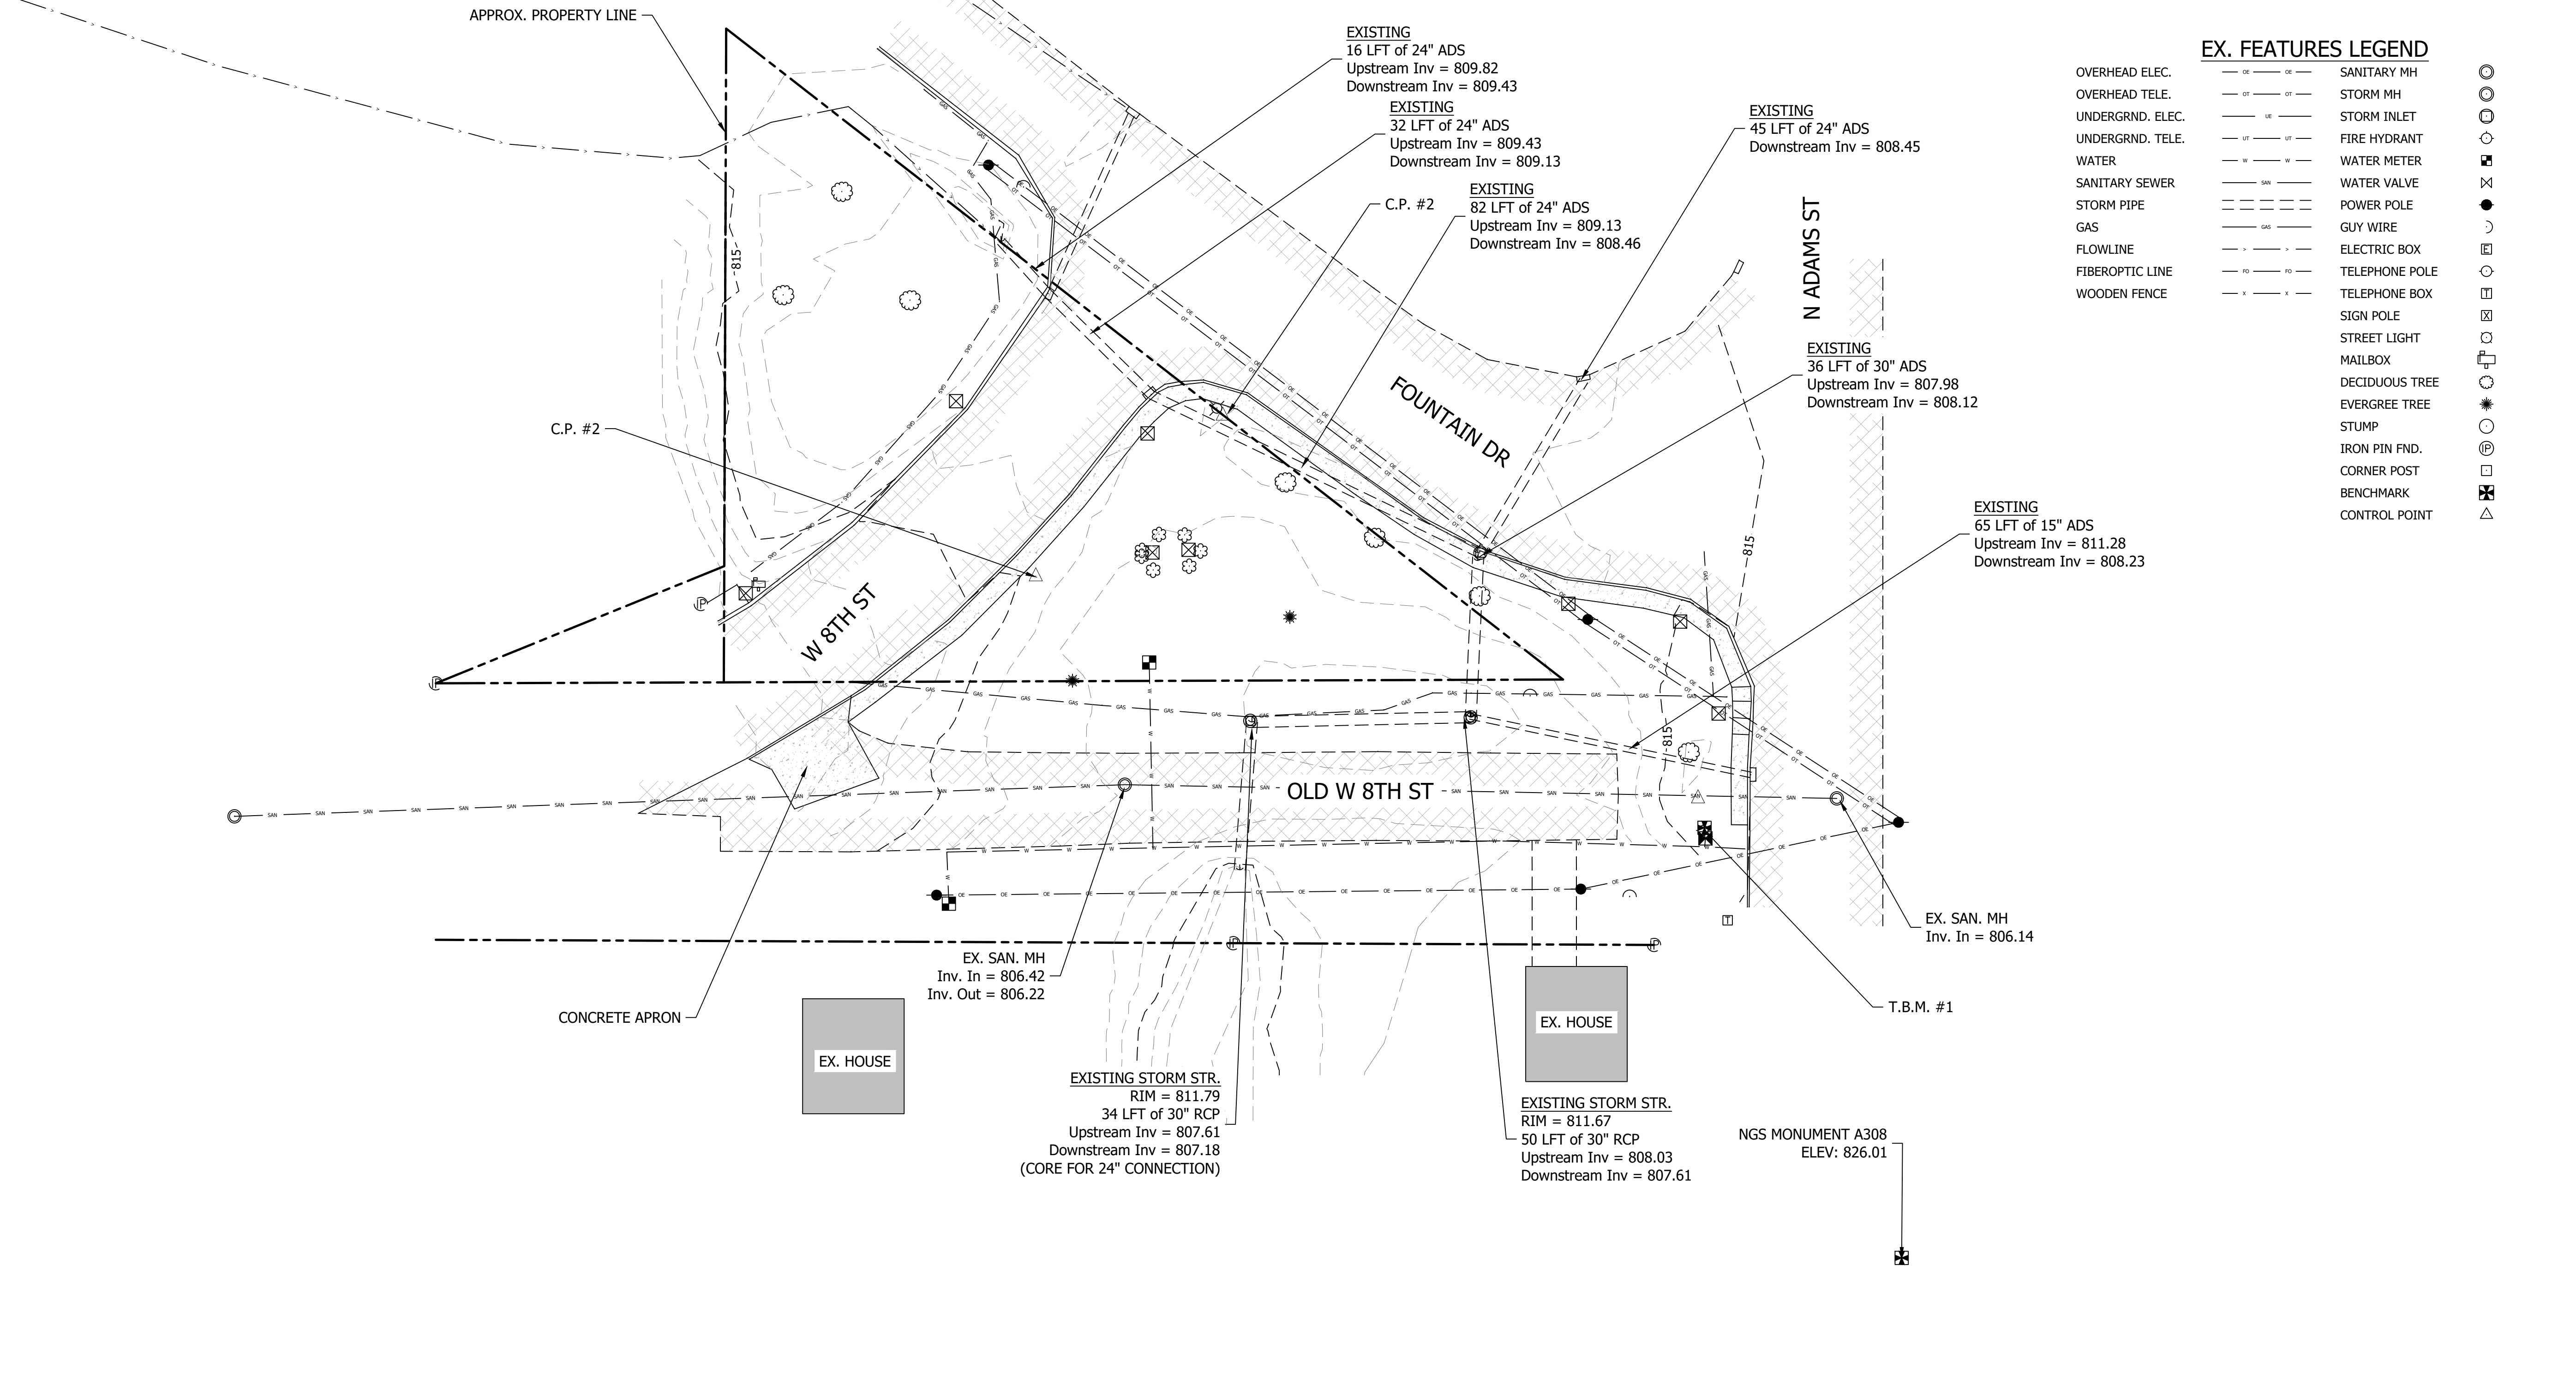 APPROX. PROPERTY LINE
EXISTING
16 LFT of 24" ADS
Upstream Inv = 809.82
Downstream Inv = 809.43
EXISTING
32 LFT of 24" ADS
Upstream Inv = 809.43
Downstream Inv = 809.13
EXISTING
82 LFT of 24" ADS
Upstream Inv = 809.13
Downstream Inv = 808.46
C.P. #2
EXISTING
45 LFT of 24" ADS
Downstream Inv = 808.45
N ADAMS ST
EXISTING
36 LFT of 30" ADS
Upstream Inv = 807.98
Downstream Inv = 808.12
FOUNTAIN DR
C.P. #2
815
815
815
W 8TH ST
EXISTING
65 LFT of 15" ADS
Upstream Inv = 811.28
Downstream Inv = 808.23
OLD W 8TH ST
EX. SAN. MH
Inv. In = 806.14
EX. SAN. MH
Inv. In = 806.42
Inv. Out = 806.22
CONCRETE APRON
T.B.M. #1
EX. HOUSE
EX. HOUSE
EXISTING STORM STR.
RIM = 811.79
34 LFT of 30" RCP
Upstream Inv = 807.61
Downstream Inv = 807.18
(CORE FOR 24" CONNECTION)
EXISTING STORM STR.
RIM = 811.67
50 LFT of 30" RCP
Upstream Inv = 808.03
Downstream Inv = 807.61
NGS MONUMENT A308
ELEV: 826.01
EX. FEATURES LEGEND
OVERHEAD ELEC. OE OE
OVERHEAD TELE. OT OT
UNDERGRND. ELEC. UE
UNDERGRND. TELE. UT UT
WATER W W
SANITARY SEWER SAN
STORM PIPE
GAS GAS
FLOWLINE > >
FIBEROPTIC LINE FO FO
WOODEN FENCE X X
SANITARY MH
STORM MH
STORM INLET
FIRE HYDRANT
WATER METER
WATER VALVE
POWER POLE
GUY WIRE
ELECTRIC BOX E
TELEPHONE POLE
TELEPHONE BOX T
SIGN POLE
STREET LIGHT
MAILBOX
DECIDUOUS TREE
EVERGREE TREE
STUMP
IRON PIN FND. IP
CORNER POST
BENCHMARK
CONTROL POINT